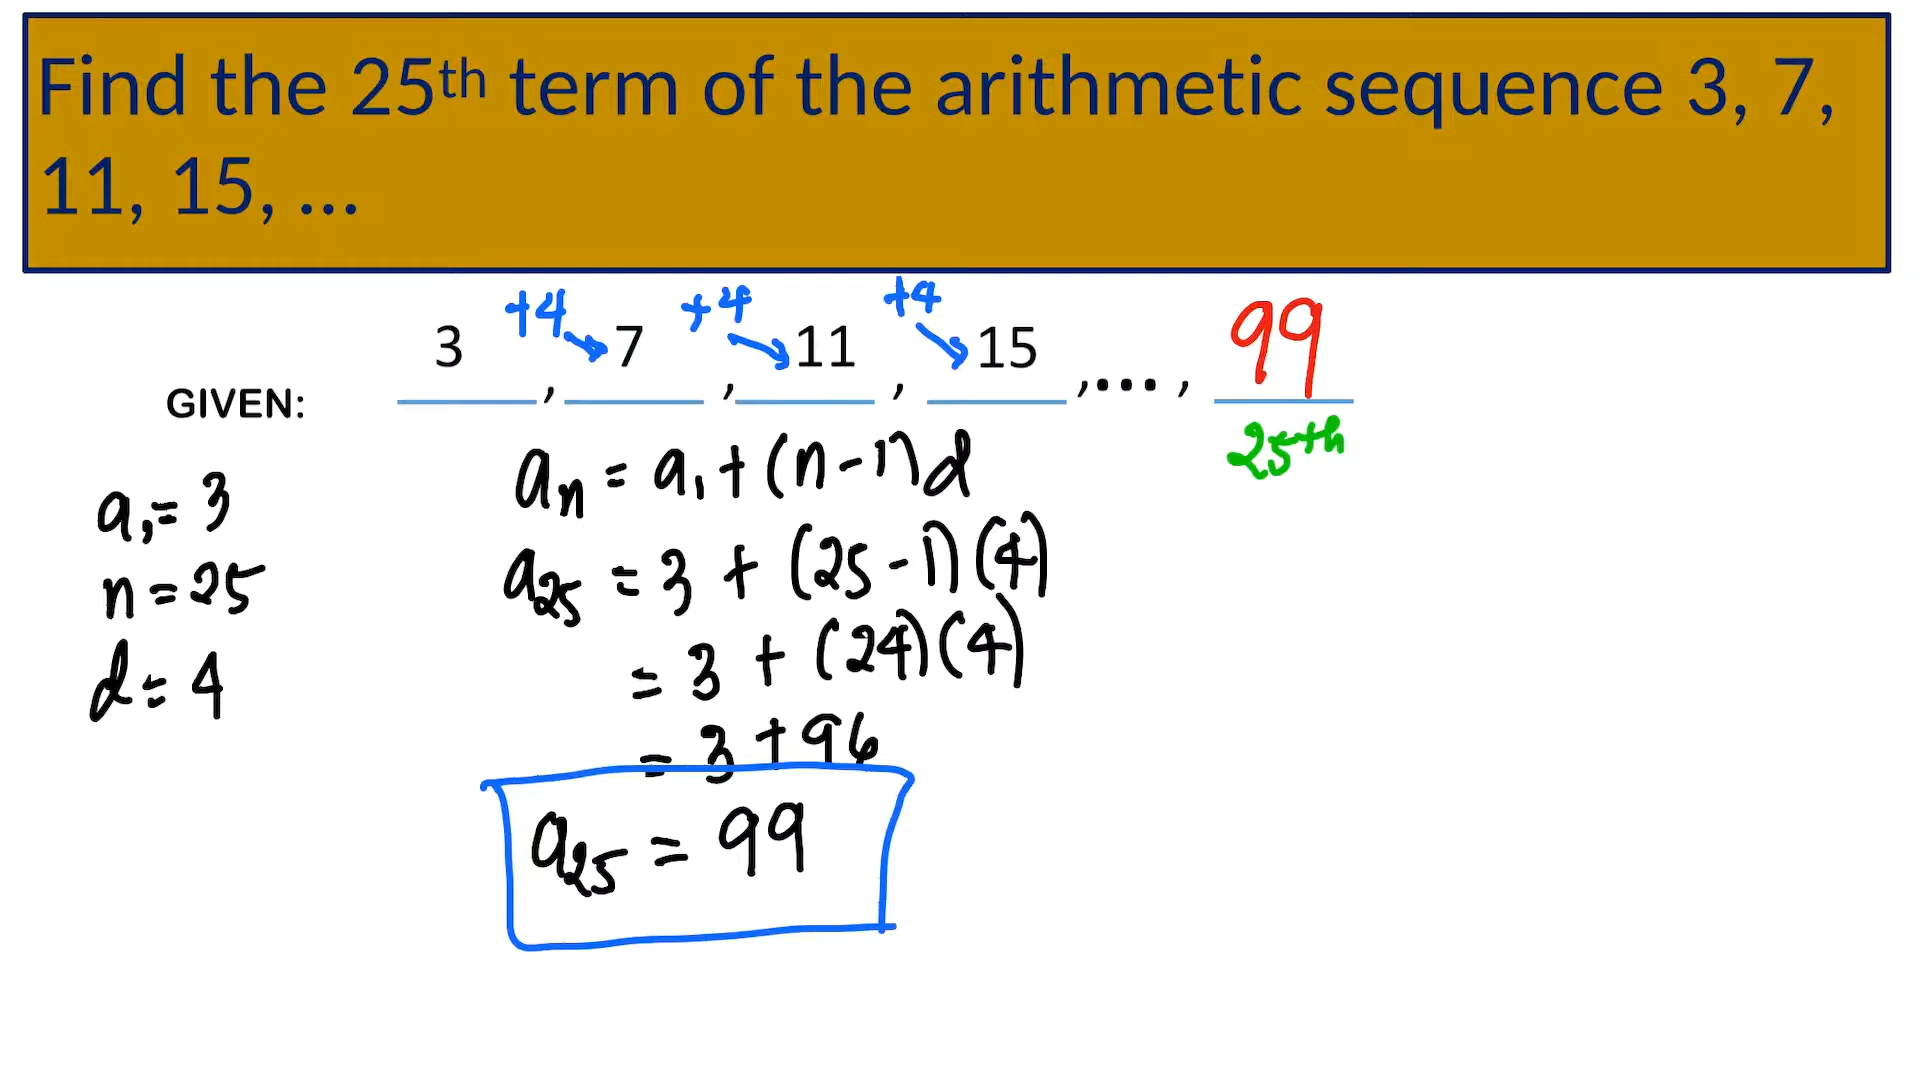 Find the 25th term of the arithmetic sequence 3, 7,
11, 15, ...
+4 +4 +4
3 , 7 , 11 , 15 ,... , 99
GIVEN:
25th
a₁ = 3
n = 25
d = 4
aₙ = a₁ + (n - 1)d
a₂₅ = 3 + (25 - 1)(4)
= 3 + (24)(4)
= 3 + 96
a₂₅ = 99